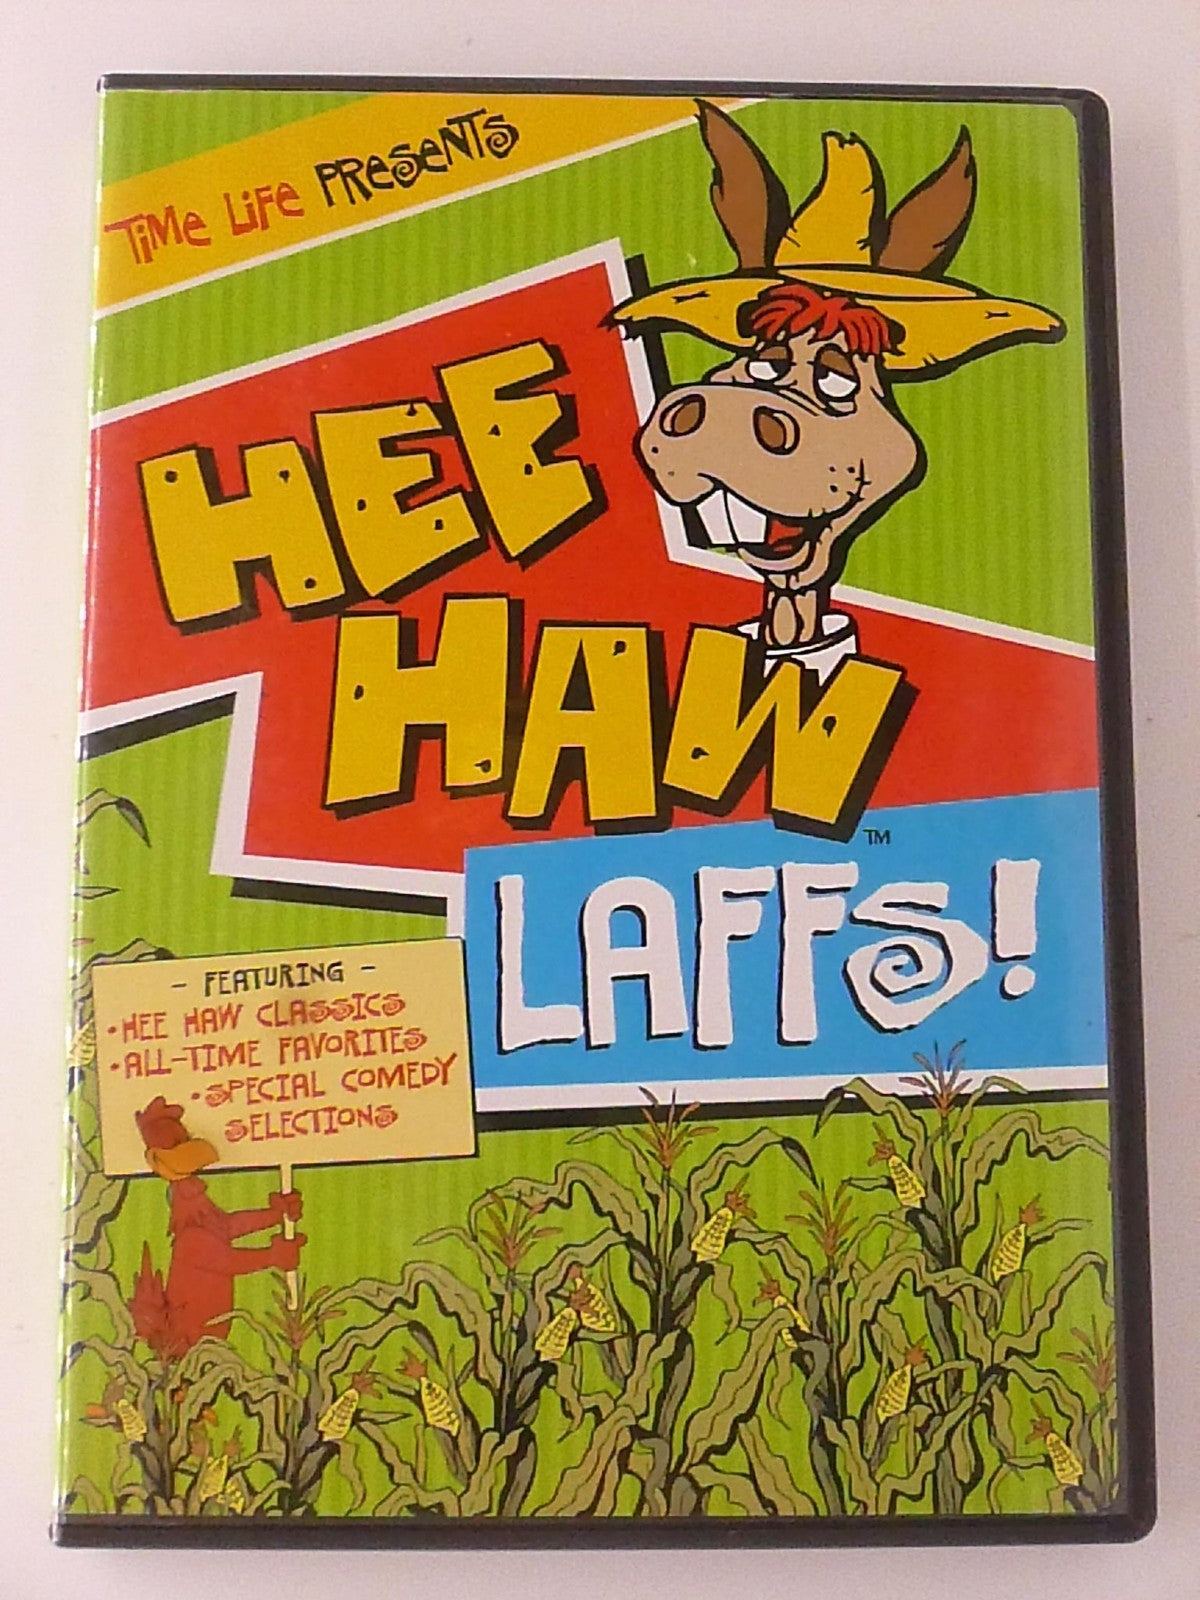 TiMe LiFe PReSeNTS
HEE
HAW
™
LAFFS!
- FEATURING -
•HEE HAW CLASSICS
•ALL-TIME FAVORITES
•SPECIAL COMEDY
SELECTIONS